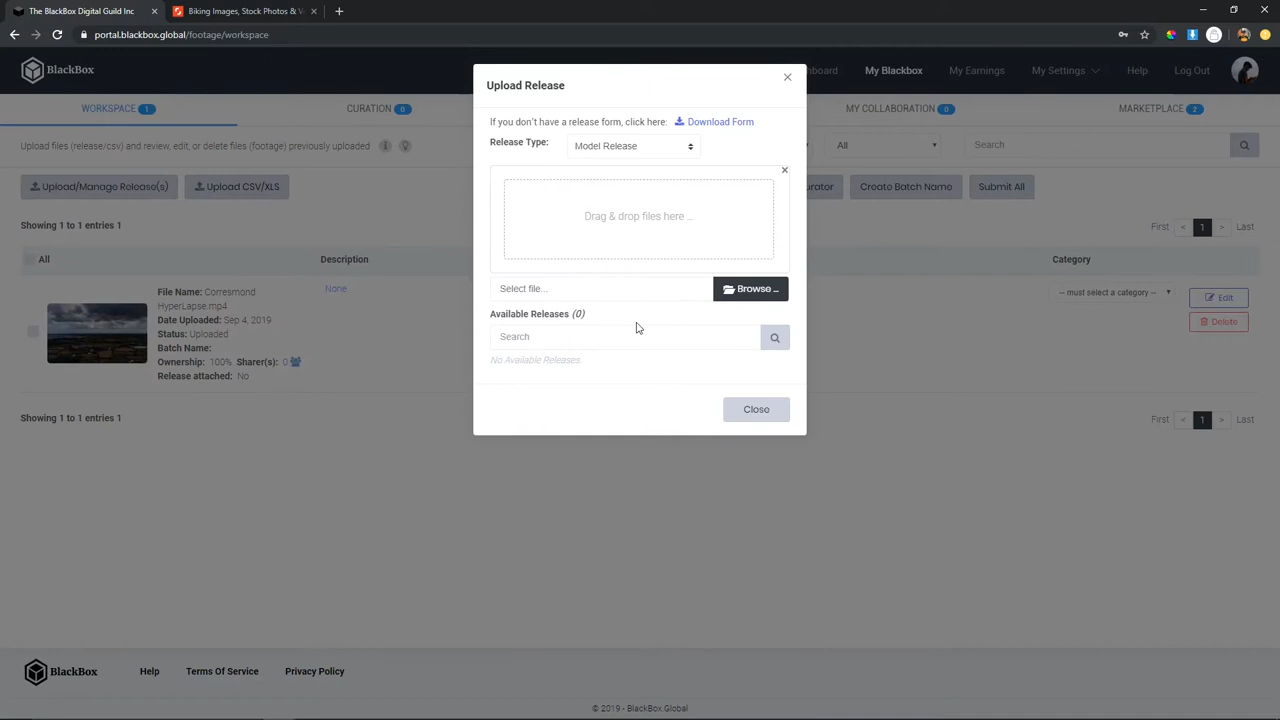 The BlackBox Digital Guild Inc
Biking Images, Stock Photos & V
portal.blackbox.global/footage/workspace
BlackBox
board
My Blackbox
My Earnings
My Settings
Help
Log Out
WORKSPACE 1
CURATION 0
MY COLLABORATION 0
MARKETPLACE 2
Upload files (release/csv) and review, edit, or delete files (footage) previously uploaded
All
Search
Upload/Manage Release(s)
Upload CSV/XLS
urator
Create Batch Name
Submit All
Showing 1 to 1 entries 1
First < 1 > Last
All
Description
Category
File Name: Corresmond
HyperLapse.mp4
Date Uploaded: Sep 4, 2019
Status: Uploaded
Batch Name:
Ownership: 100% Sharer(s): 0
Release attached: No
None
-- must select a category --
Edit
Delete
Showing 1 to 1 entries 1
First < 1 > Last
Upload Release
If you don't have a release form, click here: Download Form
Release Type: Model Release
Drag & drop files here ...
Select file...
Browse ...
Available Releases (0)
Search
No Available Releases.
Close
BlackBox
Help
Terms Of Service
Privacy Policy
© 2019 - BlackBox.Global